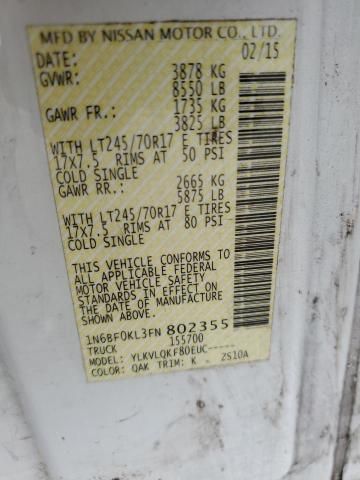 MFD BY NISSAN MOTOR CO., LTD.
DATE: 02/15
GVWR: 3878 KG
8550 LB
GAWR FR.: 1735 KG
3825 LB
WITH LT245/70R17 E TIRES
17X7.5 RIMS AT 50 PSI
COLD SINGLE
GAWR RR.: 2665 KG
5875 LB
WITH LT245/70R17 E TIRES
17X7.5 RIMS AT 80 PSI
COLD SINGLE
THIS VEHICLE CONFORMS TO
ALL APPLICABLE FEDERAL
MOTOR VEHICLE SAFETY
STANDARDS IN EFFECT ON
THE DATE OF MANUFACTURE
SHOWN ABOVE.
1N6BF0KL3FN 802355
TRUCK 155700
MODEL: YLKVLQKF80EUC-----
COLOR: QAK TRIM: K . ZS10A